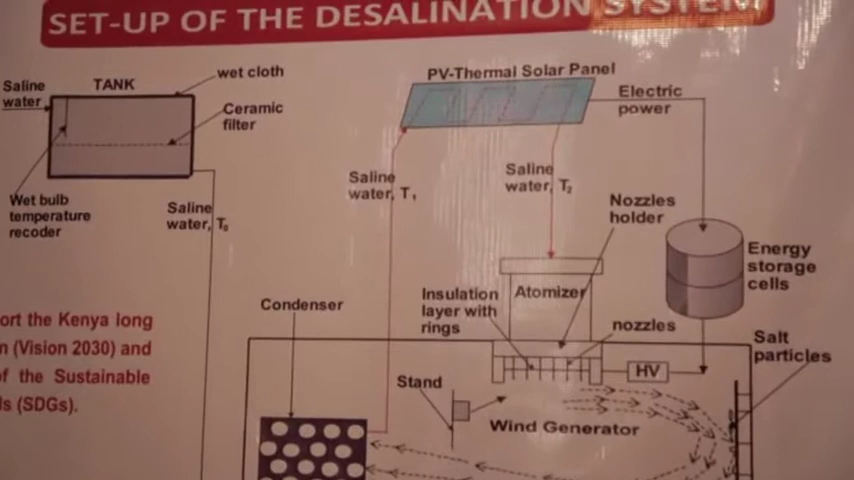 SET-UP OF THE DESALINATION SYSTEM
Saline
water
TANK
wet cloth
Ceramic
filter
Wet bulb
temperature
recoder
Saline
water, T₀
PV-Thermal Solar Panel
Electric
power
Saline
water, T₁
Saline
water, T₂
Nozzles
holder
Energy
storage
cells
Condenser
Insulation
layer with
rings
Atomizer
nozzles
HV
Salt
particles
Stand
Wind Generator
ort the Kenya long
n (Vision 2030) and
of the Sustainable
ls (SDGs).